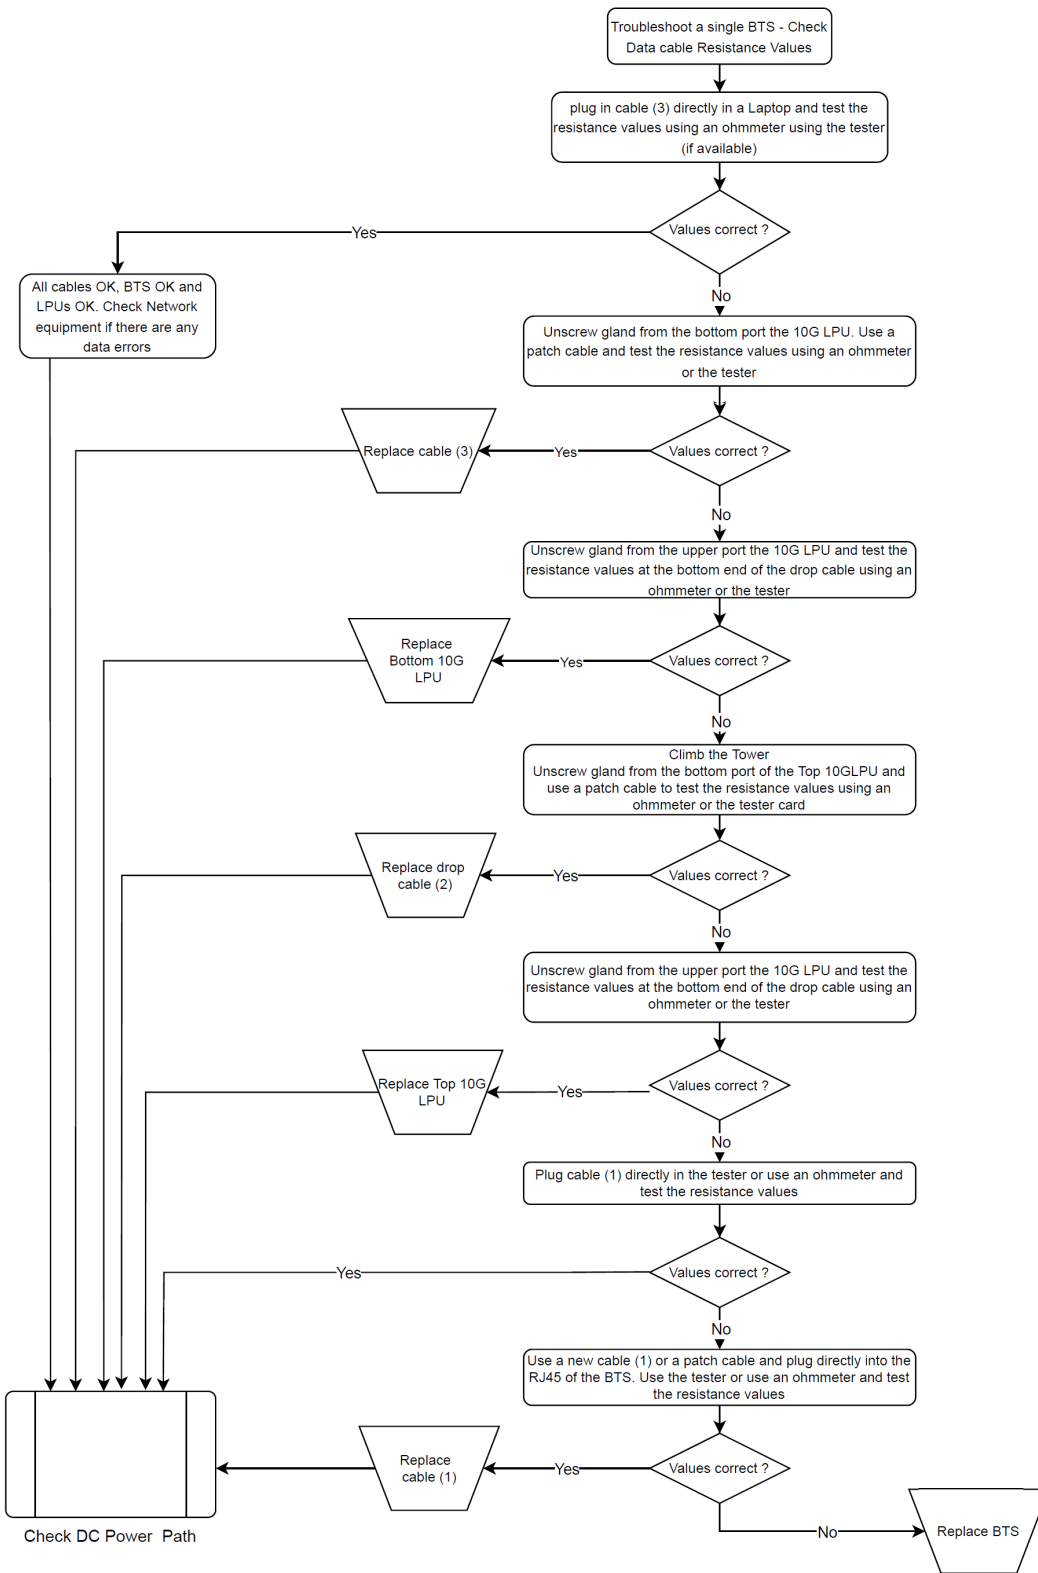 Troubleshoot a single BTS - Check
Data cable Resistance Values
plug in cable (3) directly in a Laptop and test the
resistance values using an ohmmeter using the tester
(if available)
Values correct ?
Yes
No
All cables OK, BTS OK and
LPUs OK. Check Network
equipment if there are any
data errors
Unscrew gland from the bottom port the 10G LPU. Use a
patch cable and test the resistance values using an ohmmeter
or the tester
Values correct ?
Yes
Replace cable (3)
No
Unscrew gland from the upper port the 10G LPU and test the
resistance values at the bottom end of the drop cable using an
ohmmeter or the tester
Values correct ?
Yes
Replace
Bottom 10G
LPU
No
Climb the Tower
Unscrew gland from the bottom port of the Top 10GLPU and
use a patch cable to test the resistance values using an
ohmmeter or the tester card
Values correct ?
Yes
Replace drop
cable (2)
No
Unscrew gland from the upper port the 10G LPU and test the
resistance values at the bottom end of the drop cable using an
ohmmeter or the tester
Values correct ?
Yes
Replace Top 10G
LPU
No
Plug cable (1) directly in the tester or use an ohmmeter and
test the resistance values
Values correct ?
Yes
No
Use a new cable (1) or a patch cable and plug directly into the
RJ45 of the BTS. Use the tester or use an ohmmeter and test
the resistance values
Values correct ?
Yes
Replace
cable (1)
No
Replace BTS
Check DC Power Path